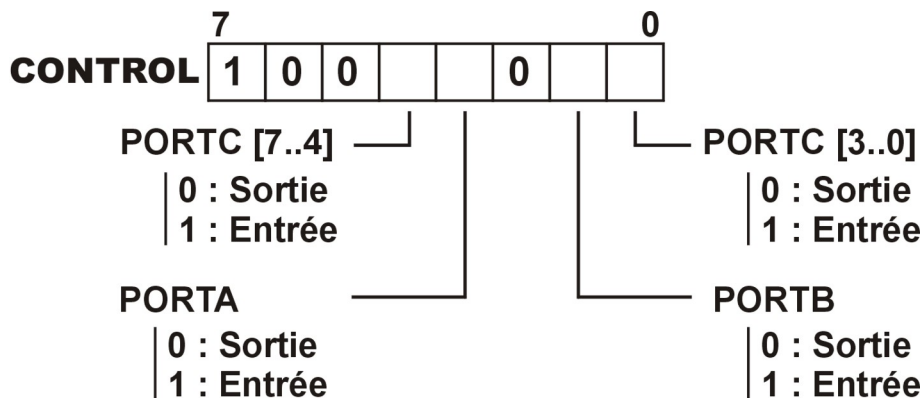 7 0
CONTROL 1 0 0 0
PORTC [7..4]
0 : Sortie
1 : Entrée
PORTC [3..0]
0 : Sortie
1 : Entrée
PORTA
0 : Sortie
1 : Entrée
PORTB
0 : Sortie
1 : Entrée